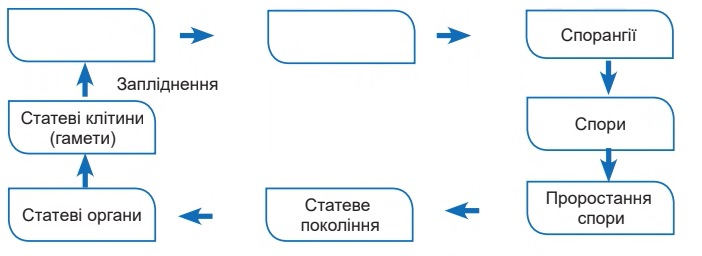 Спорангії
Запліднення
Статеві клітини
(гамети)
Спори
Статеві органи
Статеве
покоління
Проростання
спори